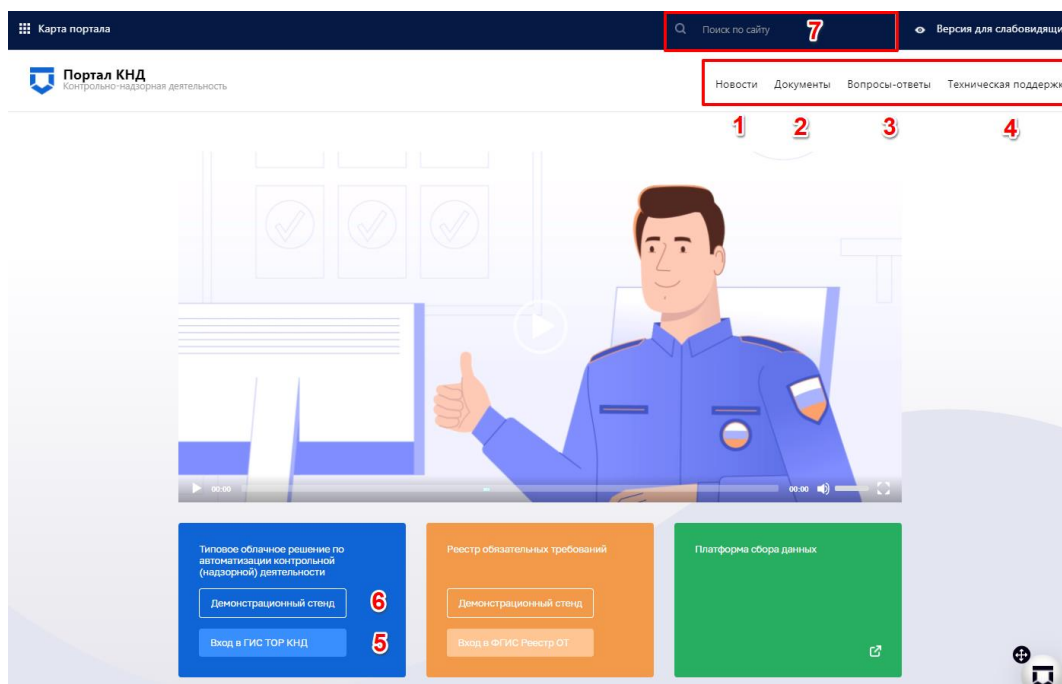 Карта портала
Поиск по сайту
7
Версия для слабовидящи
Портал КНД
Контрольно-надзорная деятельность
Новости Документы Вопросы-ответы Техническая поддержк
1 2 3 4
00:00 00:00
Типовое облачное решение по
автоматизации контрольной
(надзорной) деятельности
Демонстрационный стенд 6
Вход в ГИС ТОР КНД 5
Реестр обязательных требований
Демонстрационный стенд
Вход в ФГИС Реестр ОТ
Платформа сбора данных